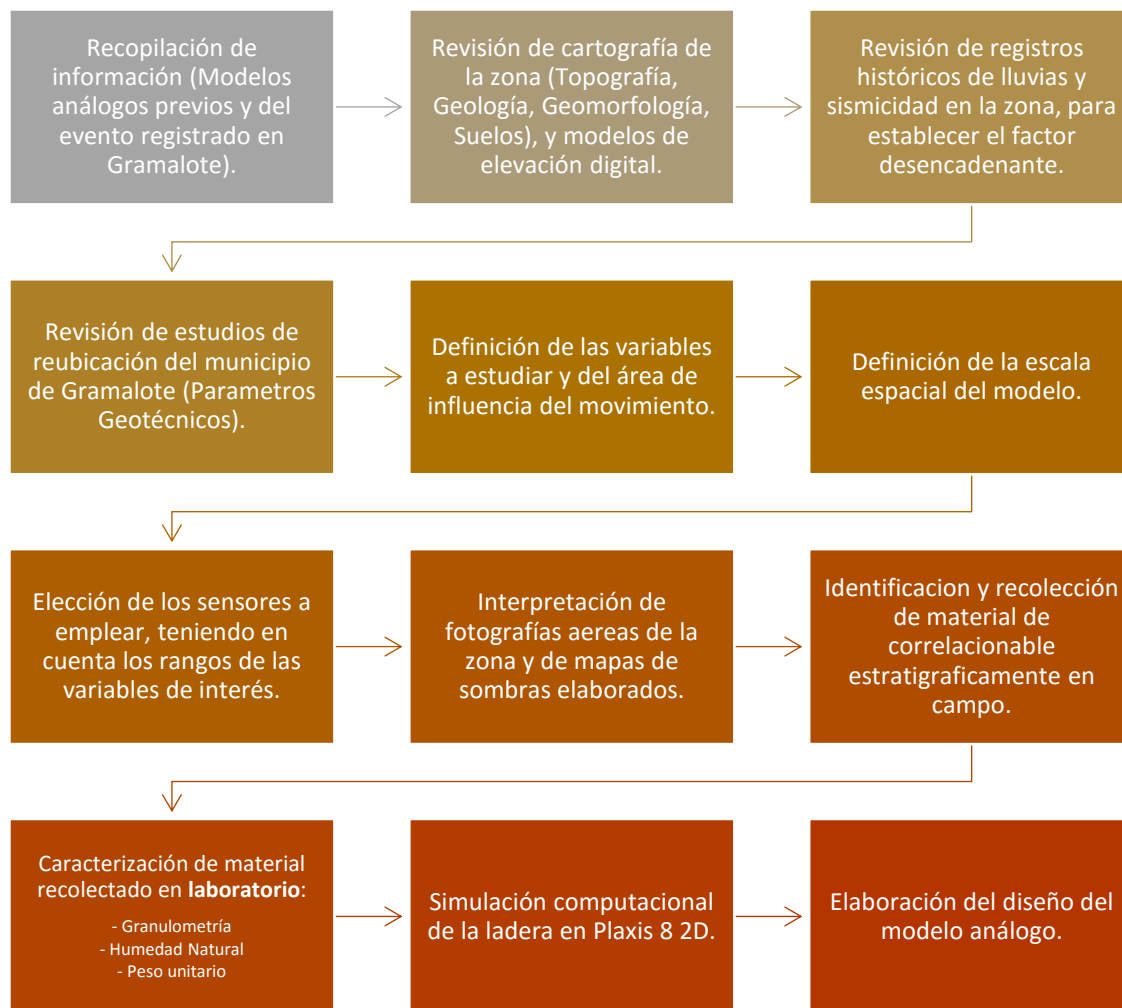 Recopilación de
información (Modelos
análogos previos y del
evento registrado en
Gramalote).
Revisión de cartografía de
la zona (Topografía,
Geología, Geomorfología,
Suelos), y modelos de
elevación digital.
Revisión de registros
históricos de lluvias y
sismicidad en la zona, para
establecer el factor
desencadenante.
Revisión de estudios de
reubicación del municipio
de Gramalote (Parametros
Geotécnicos).
Definición de las variables
a estudiar y del área de
influencia del movimiento.
Definición de la escala
espacial del modelo.
Elección de los sensores a
emplear, teniendo en
cuenta los rangos de las
variables de interés.
Interpretación de
fotografías aereas de la
zona y de mapas de
sombras elaborados.
Identificacion y recolección
de material de
correlacionable
estratigraficamente en
campo.
Caracterización de material
recolectado en laboratorio:
- Granulometría
- Humedad Natural
- Peso unitario
Simulación computacional
de la ladera en Plaxis 8 2D.
Elaboración del diseño del
modelo análogo.